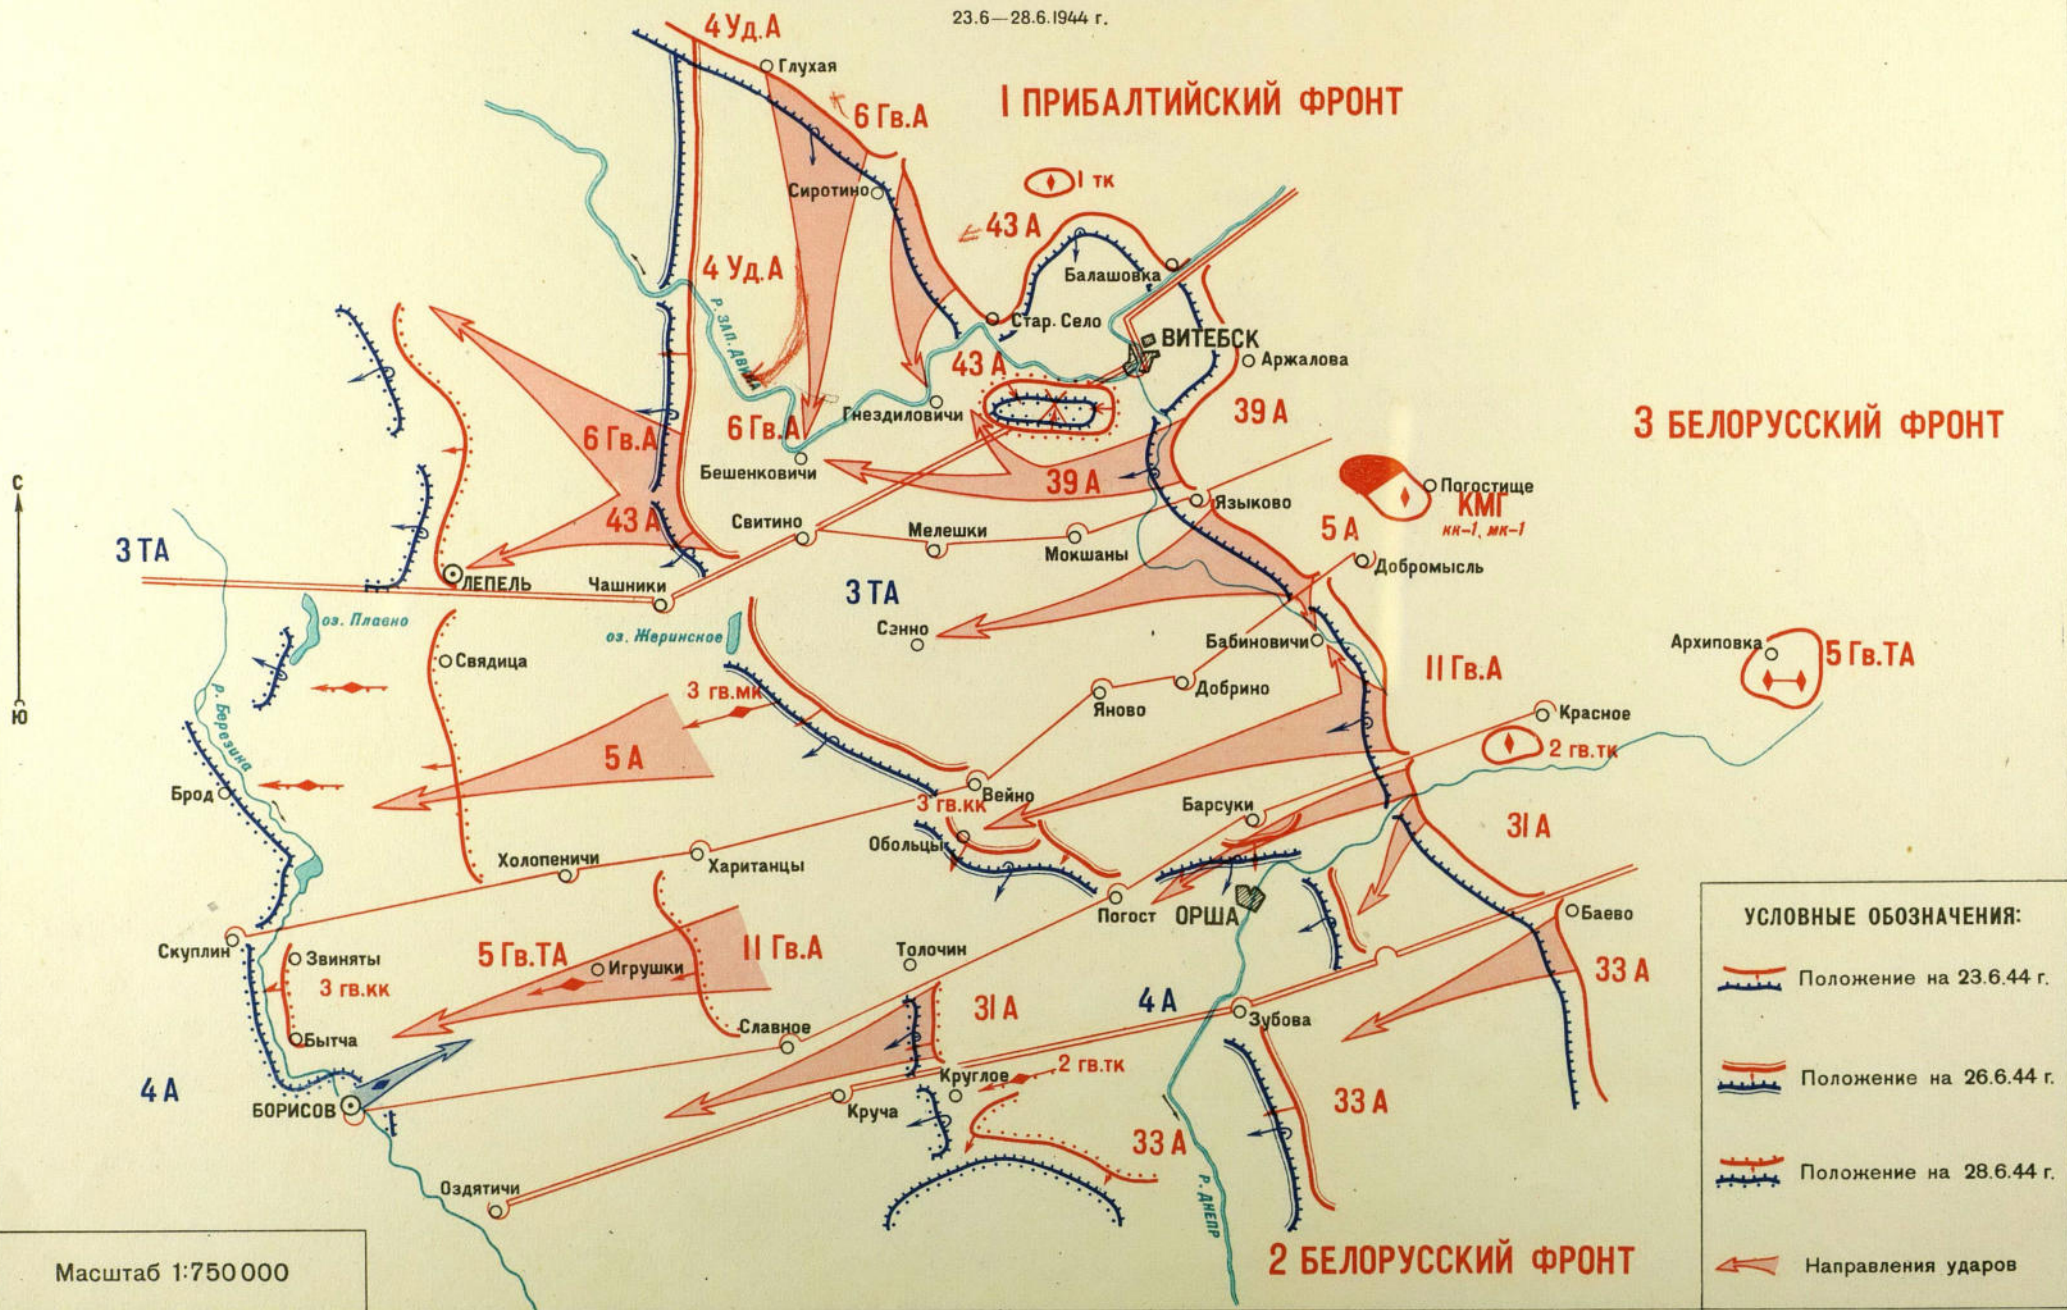 23.6—28.6.1944 г.
4 Уд.А
Глухая
6 Гв.А
I ПРИБАЛТИЙСКИЙ ФРОНТ
Сиротино
I тк
43 А
4 Уд.А
Балашовка
р. ЗАП. ДВИНА
Стар. Село
ВИТЕБСК
43 А
Аржалова
Гнездиловичи
39 А
3 БЕЛОРУССКИЙ ФРОНТ
6 Гв.А
6 Гв.А
Бешенковичи
39 А
Погостище
КМГ
кк-1, мк-1
С
Языково
43 А
Свитино
Мелешки
Мокшаны
5 А
3 ТА
Добромысль
ЛЕПЕЛЬ
Чашники
3 ТА
оз. Плавно
оз. Жеринское
Сэнно
Бабиновичи
Архиповка
5 Гв.ТА
Свядица
II Гв.А
3 гв.мк
Добрино
Яново
Красное
Ю
р. Березина
2 гв.тк
5 А
Брод
Вейно
3 гв.кк
Барсуки
31 А
Обольцы
Холопеничи
Харитацы
Погост
ОРША
Баево
Скуплин
Звиняты
5 Гв.ТА
Игрушки
II Гв.А
Толочин
33 А
3 гв.кк
31 А
4 А
Зубова
Бытча
Славное
2 гв.тк
Круглое
4 А
БОРИСОВ
Круча
33 А
33 А
Оздятичи
р. ДНЕПР
2 БЕЛОРУССКИЙ ФРОНТ
Масштаб 1:750000
УСЛОВНЫЕ ОБОЗНАЧЕНИЯ:
Положение на 23.6.44 г.
Положение на 26.6.44 г.
Положение на 28.6.44 г.
Направления ударов